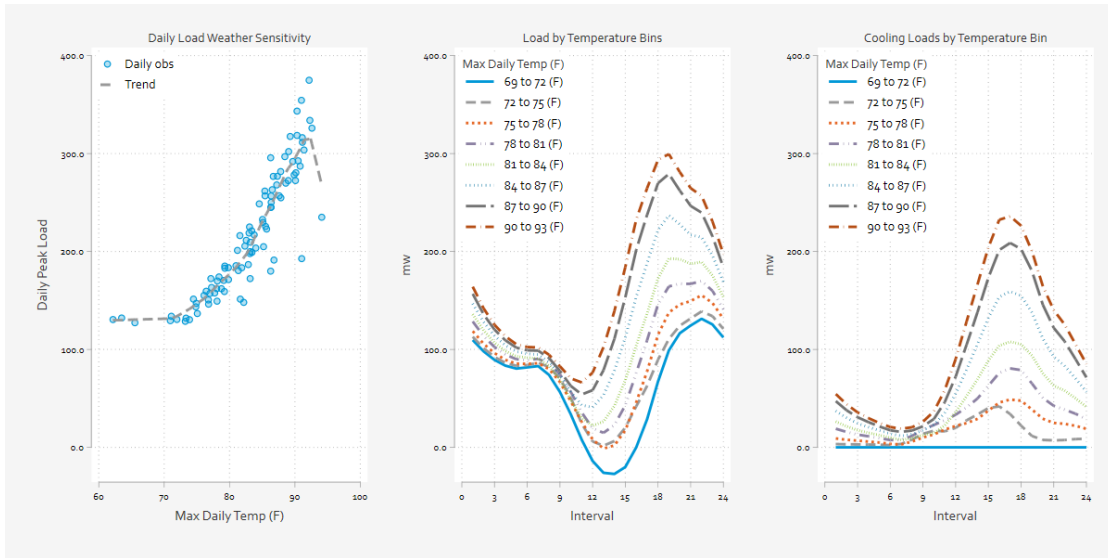 Daily Load Weather Sensitivity
400.0
300.0
200.0
100.0
0.0
Daily Peak Load
Daily obs
Trend
60
70
80
90
100
Max Daily Temp (F)
Load by Temperature Bins
400.0
300.0
200.0
100.0
0.0
mw
Max Daily Temp (F)
69 to 72 (F)
72 to 75 (F)
75 to 78 (F)
78 to 81 (F)
81 to 84 (F)
84 to 87 (F)
87 to 90 (F)
90 to 93 (F)
0
3
6
9
12
15
18
21
24
Interval
Cooling Loads by Temperature Bin
400.0
300.0
200.0
100.0
0.0
mw
Max Daily Temp (F)
69 to 72 (F)
72 to 75 (F)
75 to 78 (F)
78 to 81 (F)
81 to 84 (F)
84 to 87 (F)
87 to 90 (F)
90 to 93 (F)
0
3
6
9
12
15
18
21
24
Interval